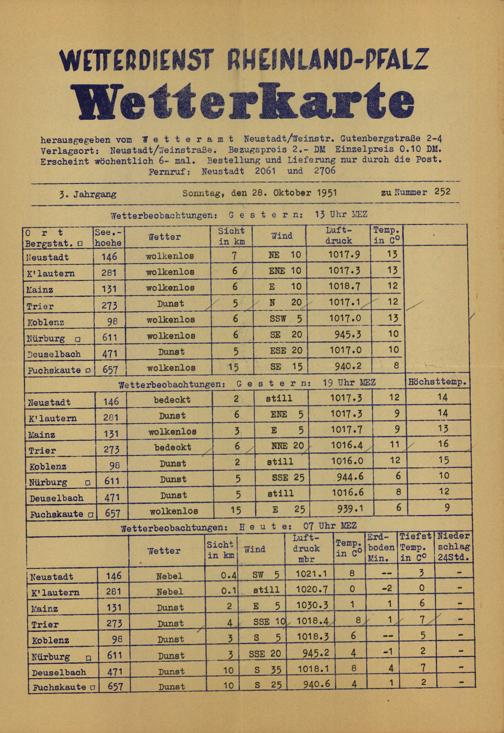 WETTERDIENST RHEINLAND-PFALZ
Wetterkarte
herausgegeben vom W e t t e r a m t Neustadt/Weinstr. Gutenbergstraße 2-4
Verlagsort: Neustadt/Weinstraße. Bezugspreis 2.- DM Einzelpreis 0.10 DM.
Erscheint wöchentlich 6- mal. Bestellung und Lieferung nur durch die Post.
Fernruf: Neustadt 2061 und 2706
3. Jahrgang Sonntag, den 28. Oktober 1951 zu Nummer 252
Wetterbeobachtungen: G e s t e r n : 13 Uhr MEZ
O r t See.- Wetter Sicht Wind Luft- Temp.
Bergstat. □ hoehe in km druck in C°
Neustadt 146 wolkenlos 7 NE 10 1017.9 13
K'lautern 281 wolkenlos 6 ENE 10 1017.3 13
Mainz 131 wolkenlos 6 E 10 1018.7 12
Trier 273 Dunst 5 N 20 1017.1 12
Koblenz 98 wolkenlos 6 SSW 5 1017.0 13
Nürburg □ 611 wolkenlos 6 SE 20 945.3 10
Deuselbach 471 Dunst 5 ESE 20 1017.0 10
Fuchskaute □ 657 wolkenlos 15 SE 15 940.2 8
Wetterbeobachtungen: G e s t e r n : 19 Uhr MEZ Höchsttemp.
Neustadt 146 bedeckt 2 still 1017.3 12 14
K'lautern 281 Dunst 6 ENE 5 1017.3 9 14
Mainz 131 wolkenlos 3 E 5 1017.7 9 13
Trier 273 bedeckt 6 NNE 20 1016.4 11 16
Koblenz 98 Dunst 2 still 1016.0 12 15
Nürburg □ 611 Dunst 5 SSE 25 944.6 6 10
Deuselbach 471 Dunst 5 still 1016.6 8 12
Fuchskaute □ 657 wolkenlos 15 E 25 939.1 6 9
Wetterbeobachtungen: H e u t e : 07 Uhr MEZ
Wetter Sicht in km Wind Luft- druck mbr Temp. in C° Erd- boden Min. Tiefst Temp. in C° Nieder schlag 24Std.
Neustadt 146 Nebel 0.4 SW 5 1021.1 8 -- 3 -
K'lautern 281 Nebel 0.1 still 1020.7 0 -2 0 -
Mainz 131 Dunst 2 E 5 1030.3 1 1 6 -
Trier 273 Dunst 4 SSE 10 1018.4 8 1 7 -
Koblenz 98 Dunst 3 S 5 1018.3 6 -- 5 -
Nürburg □ 611 Dunst 3 SSE 20 945.2 4 -1 2 -
Deuselbach 471 Dunst 10 S 35 1018.1 8 4 7 -
Fuchskaute □ 657 Dunst 10 S 25 940.6 4 1 2 -